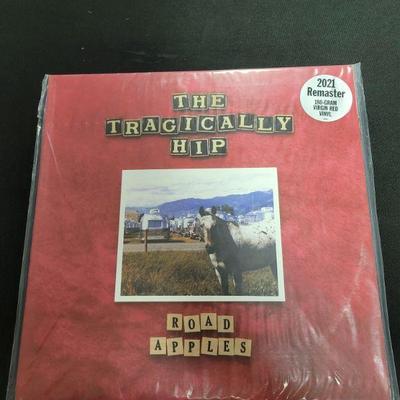 THE
TRAGICALLY
HIP
2021
Remaster
180-GRAM
VIRGIN RED
VINYL
ROAD
APPLES